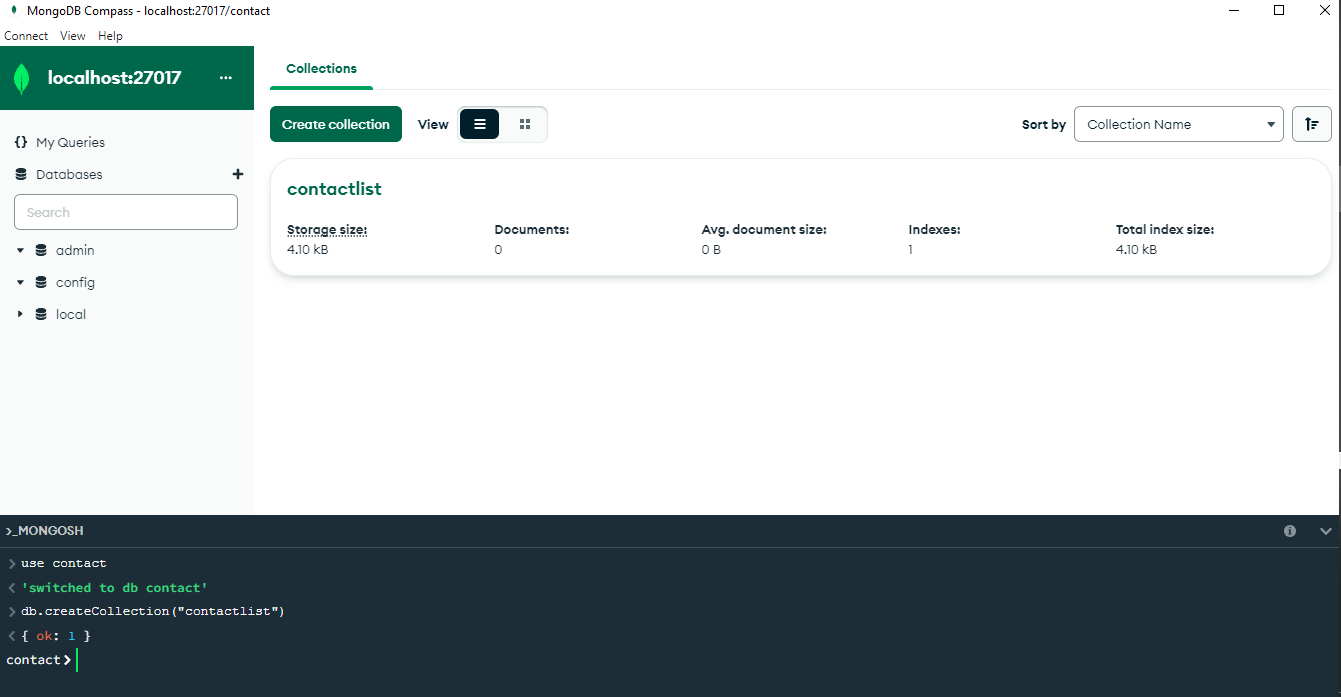 MongoDB Compass - localhost:27017/contact
Connect View Help
localhost:27017 ...
Collections
Create collection View Sort by Collection Name
{} My Queries
Databases +
Search
admin
config
local
contactlist
Storage size: Documents: Avg. document size: Indexes: Total index size:
4.10 kB 0 0 B 1 4.10 kB
>_MONGOSH
> use contact
< 'switched to db contact'
> db.createCollection("contactlist")
< { ok: 1 }
contact>